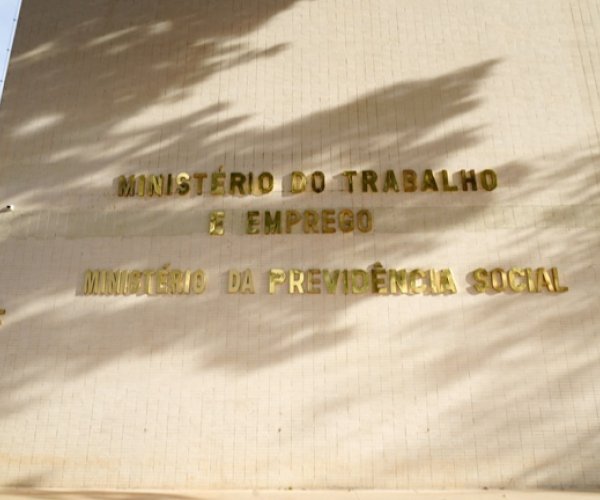 MINISTÉRIO DO TRABALHO
E EMPREGO
MINISTÉRIO DA PREVIDÊNCIA SOCIAL